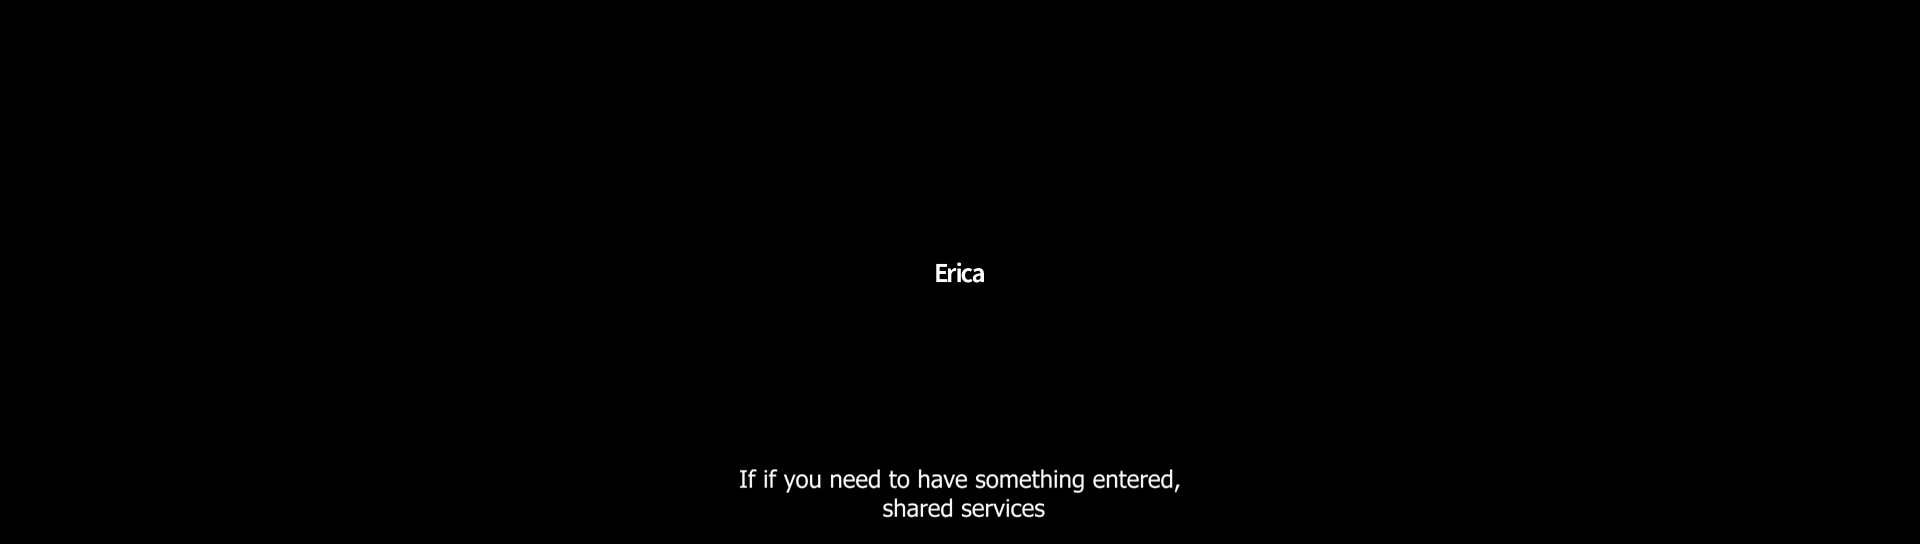 Erica
If if you need to have something entered,
shared services